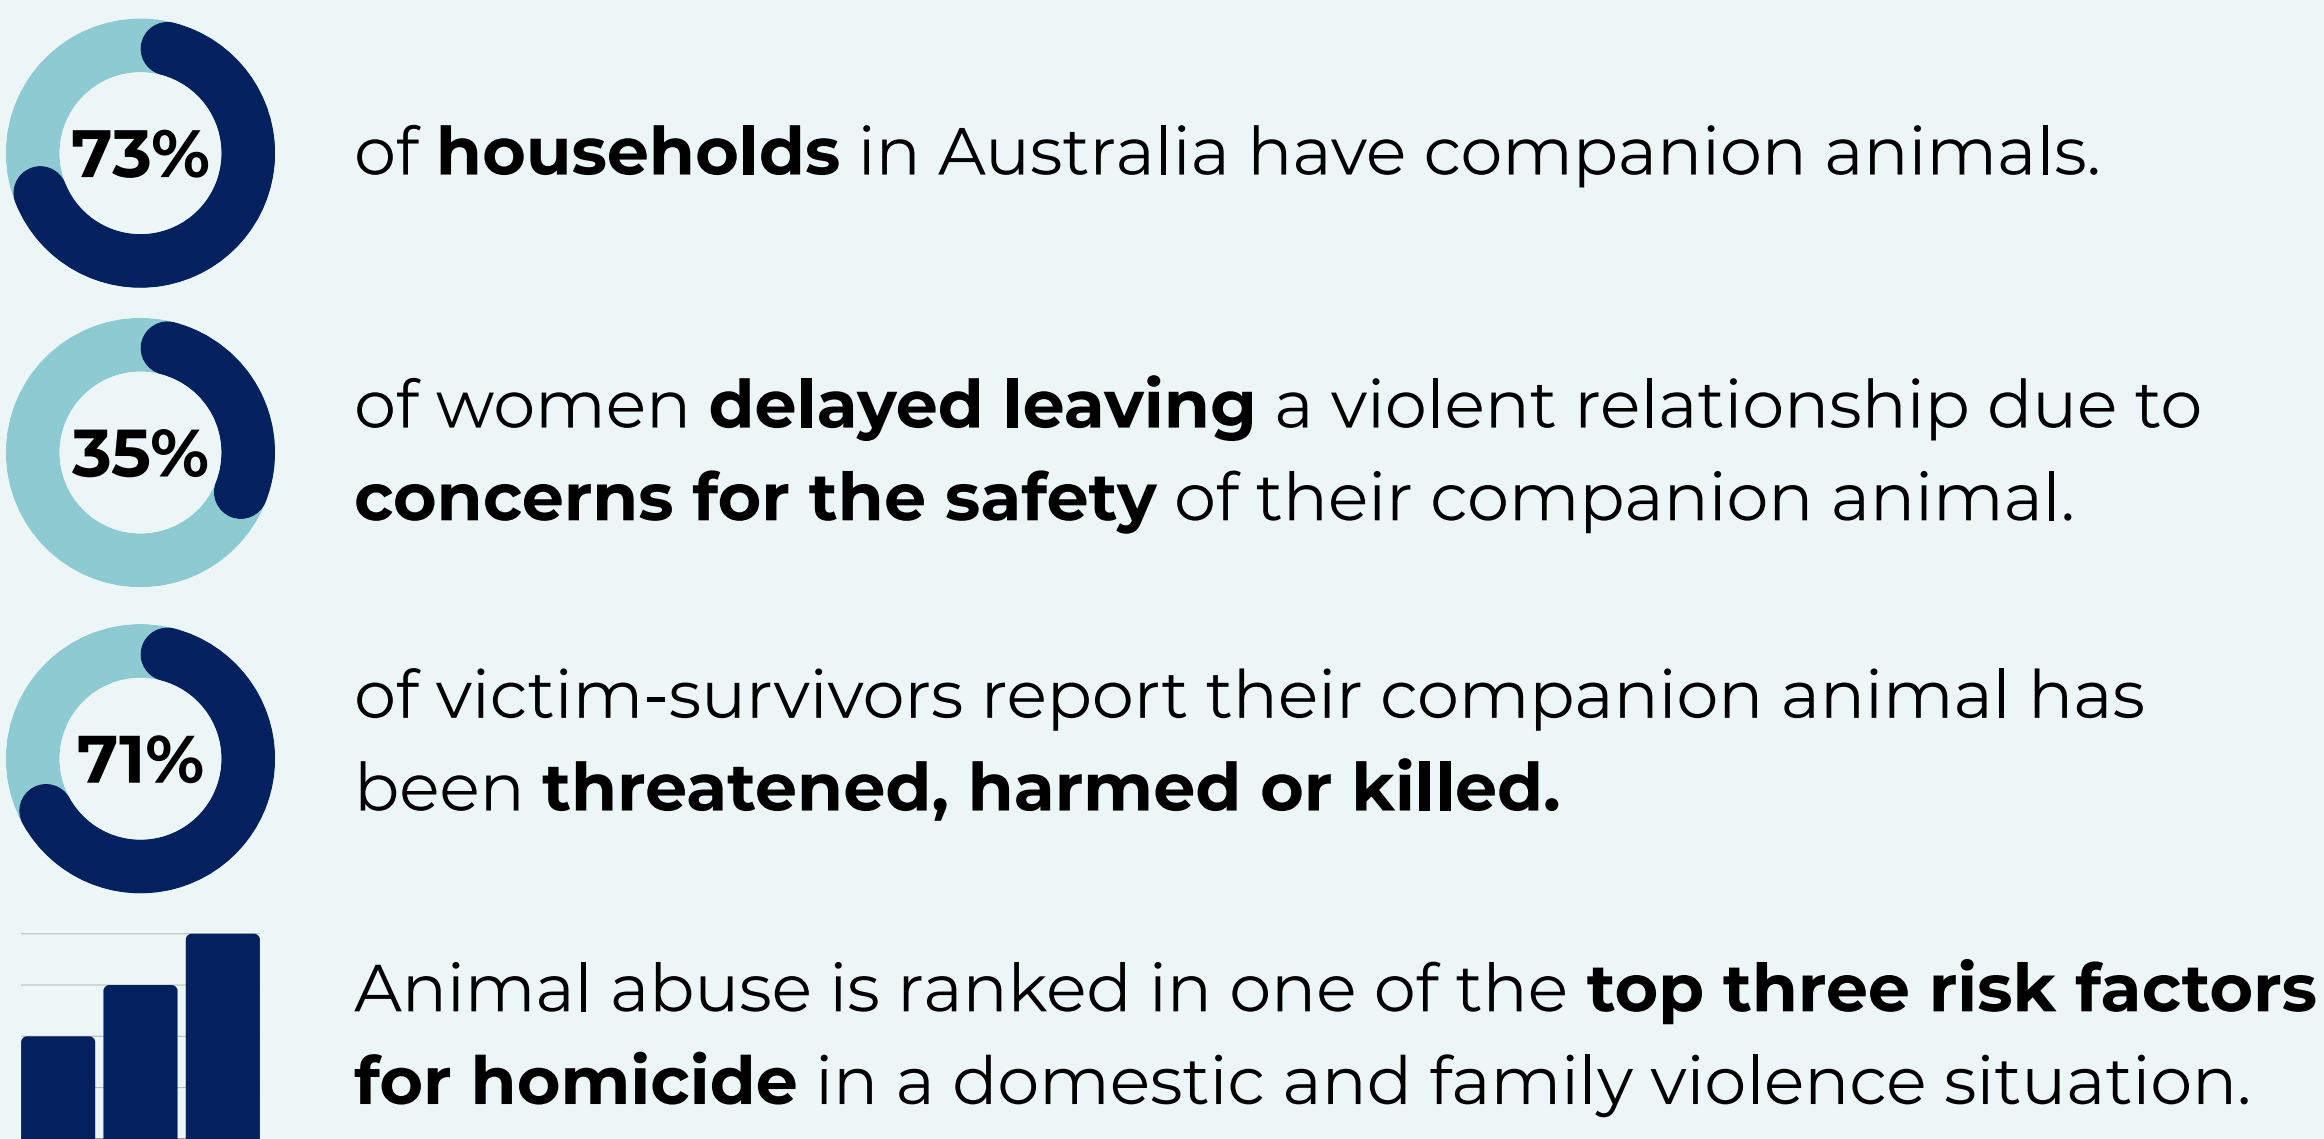 73%
of households in Australia have companion animals.
35%
of women delayed leaving a violent relationship due to
concerns for the safety of their companion animal.
71%
of victim-survivors report their companion animal has
been threatened, harmed or killed.
Animal abuse is ranked in one of the top three risk factors
for homicide in a domestic and family violence situation.